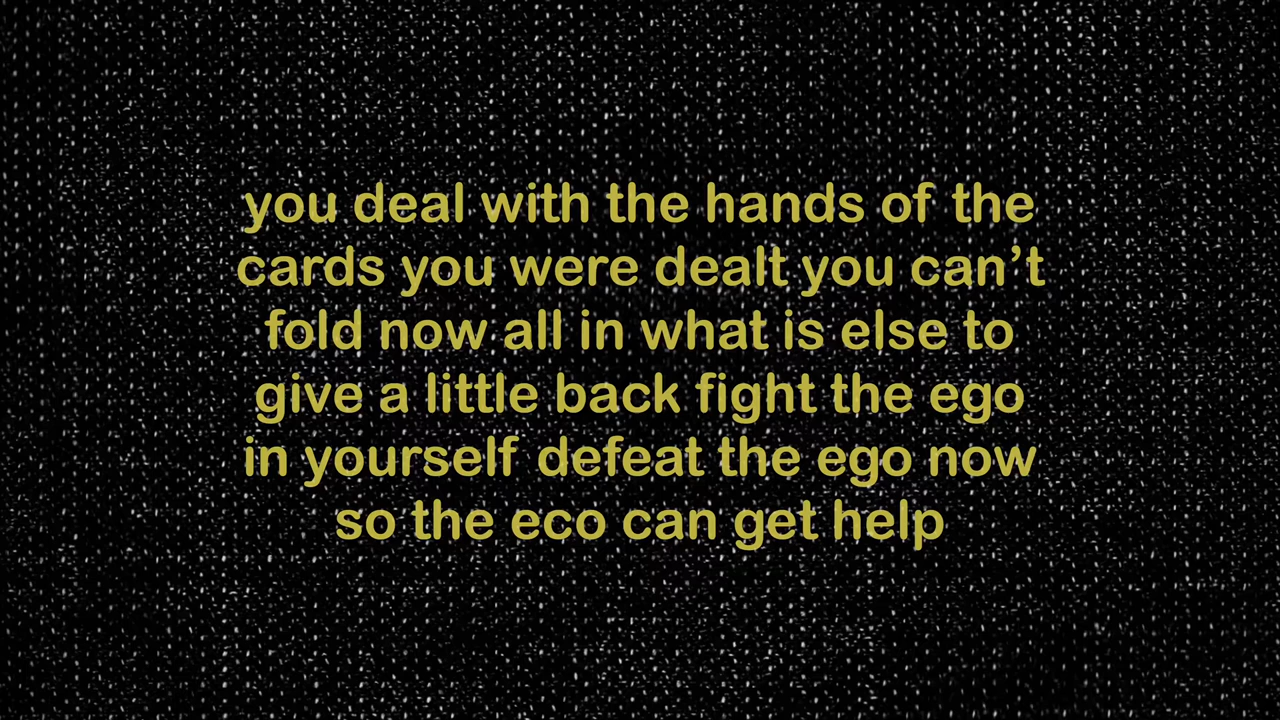 you deal with the hands of the
cards you were dealt you can’t
fold now all in what is else to
give a little back fight the ego
in yourself defeat the ego now
so the eco can get help